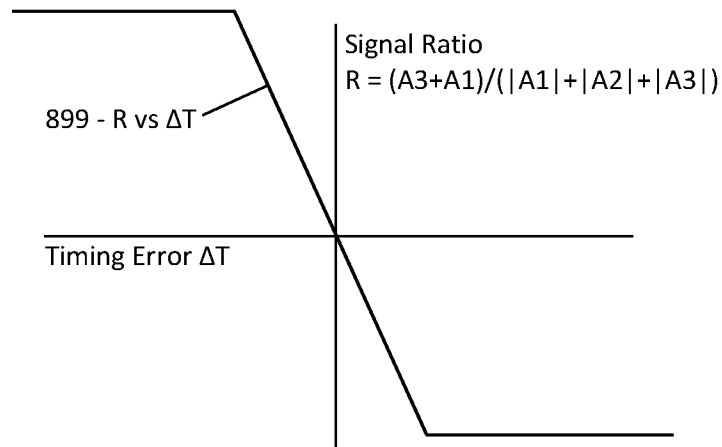 Signal Ratio
R = (A3+A1)/(|A1|+|A2|+|A3|)
899 - R vs ΔT
Timing Error ΔT